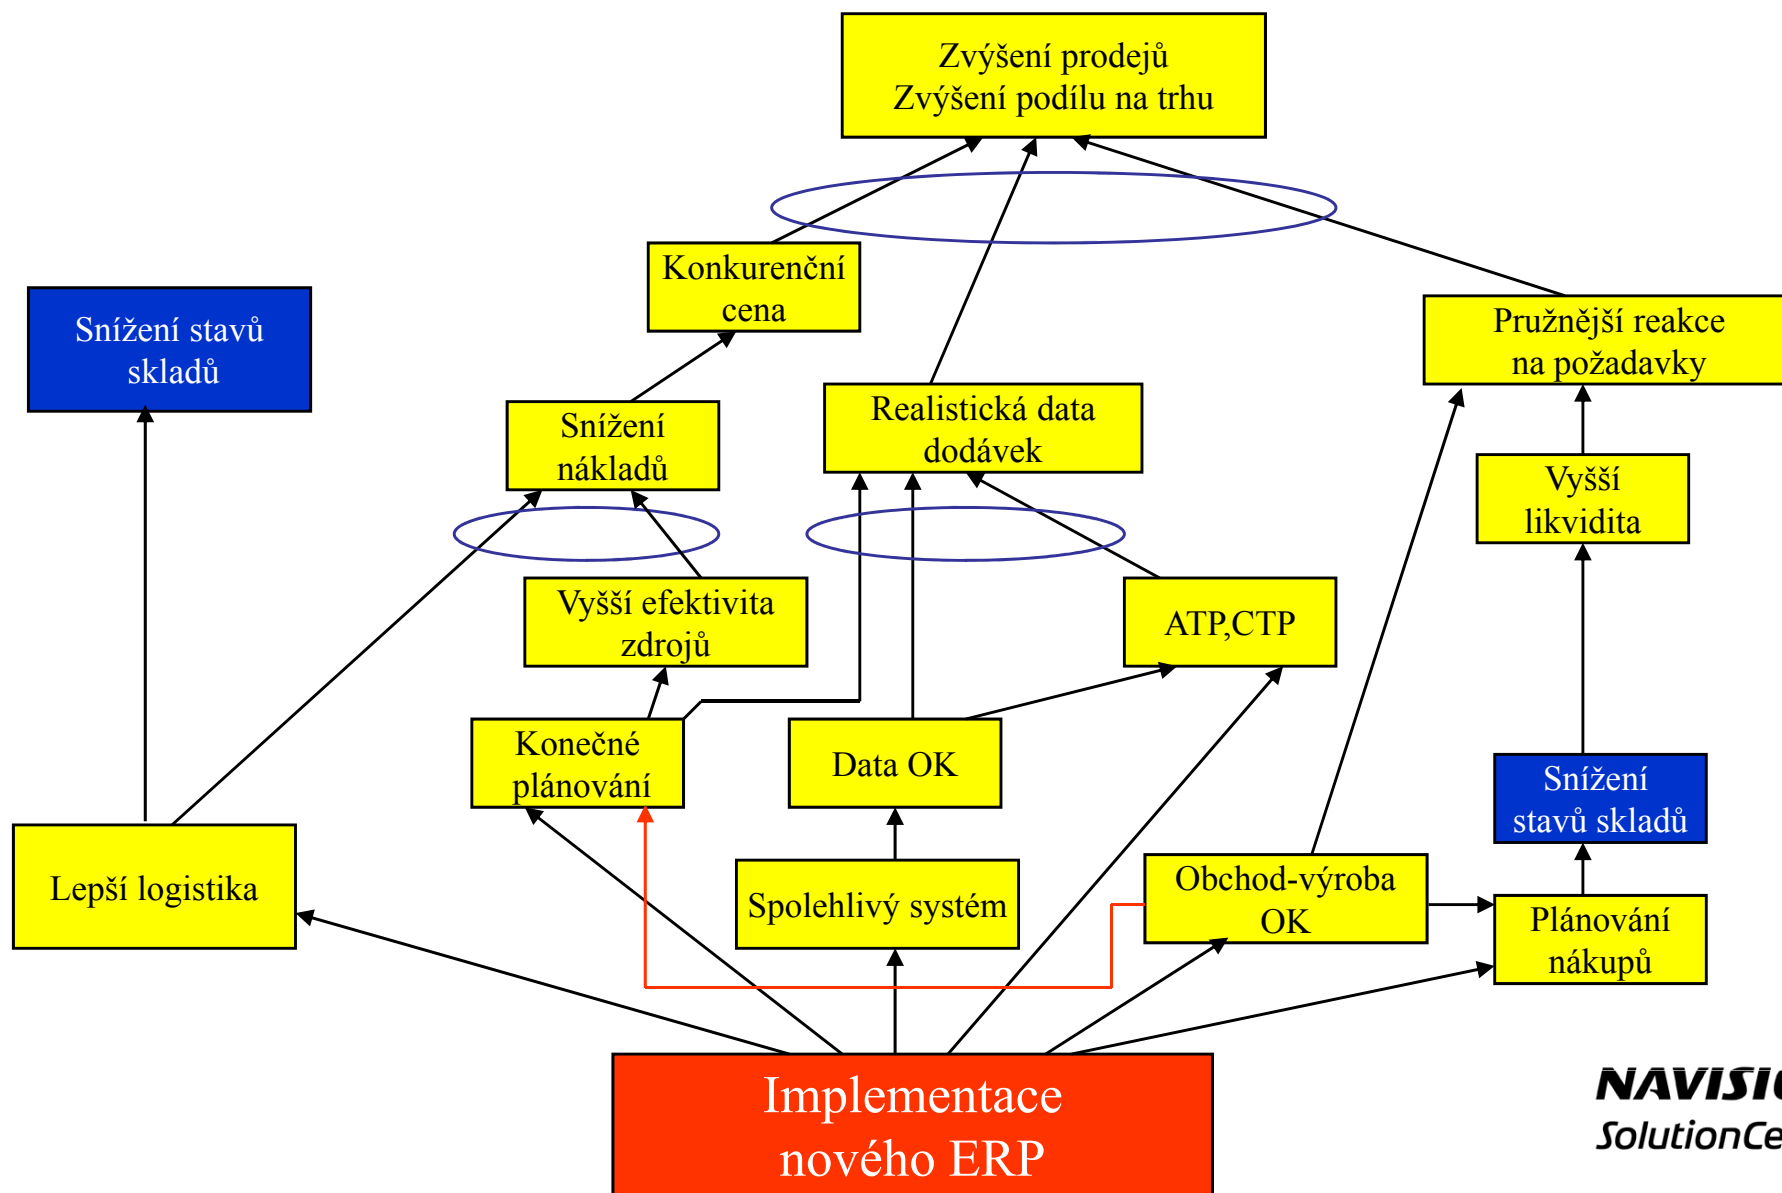 Zvýšení prodejů
Zvýšení podílu na trhu
Konkurenční
cena
Snížení stavů
skladů
Pružnější reakce
na požadavky
Snížení
nákladů
Realistická data
dodávek
Vyšší
likvidita
Vyšší efektivita
zdrojů
ATP,CTP
Konečné
plánování
Data OK
Snížení
stavů skladů
Lepší logistika
Spolehlivý systém
Obchod-výroba
OK
Plánování
nákupů
Implementace
nového ERP
NAVISIO
SolutionCe